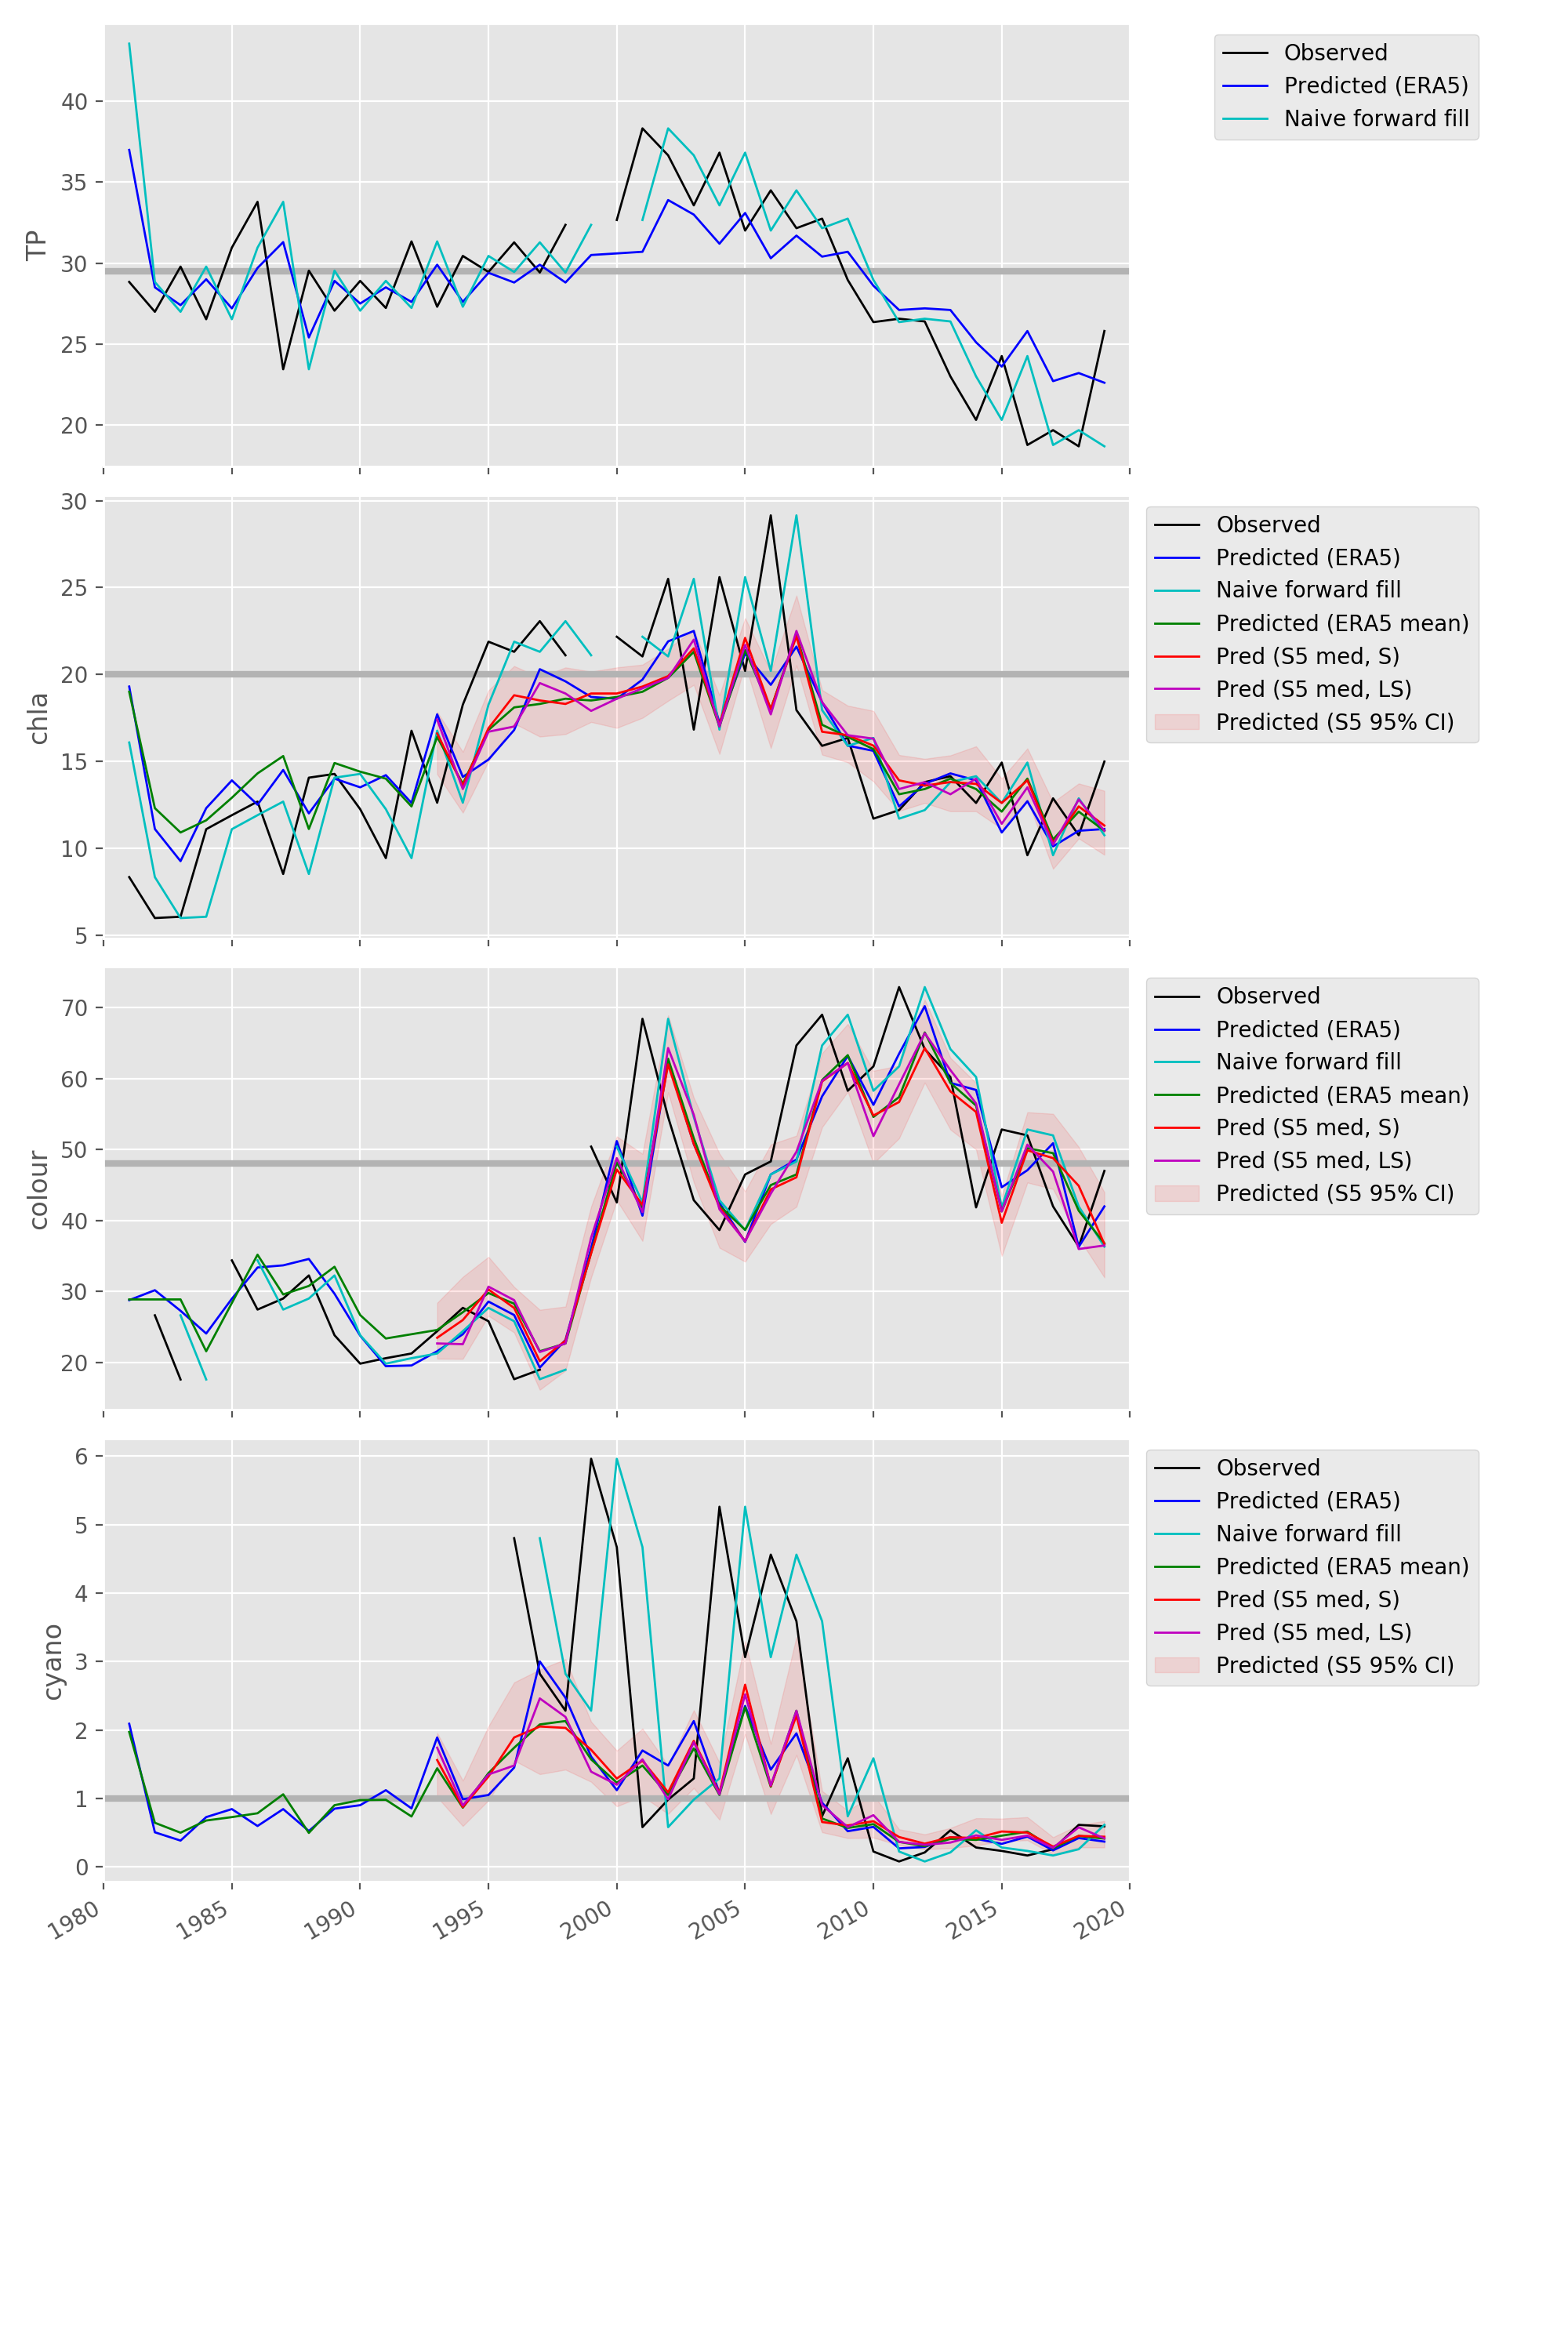 40
35
30
25
20
TP
Observed
Predicted (ERA5)
Naive forward fill
30
25
20
15
10
5
chla
Observed
Predicted (ERA5)
Naive forward fill
Predicted (ERA5 mean)
Pred (S5 med, S)
Pred (S5 med, LS)
Predicted (S5 95% CI)
70
60
50
40
30
20
colour
Observed
Predicted (ERA5)
Naive forward fill
Predicted (ERA5 mean)
Pred (S5 med, S)
Pred (S5 med, LS)
Predicted (S5 95% CI)
6
5
4
3
2
1
0
cyano
Observed
Predicted (ERA5)
Naive forward fill
Predicted (ERA5 mean)
Pred (S5 med, S)
Pred (S5 med, LS)
Predicted (S5 95% CI)
1980 1985 1990 1995 2000 2005 2010 2015 2020